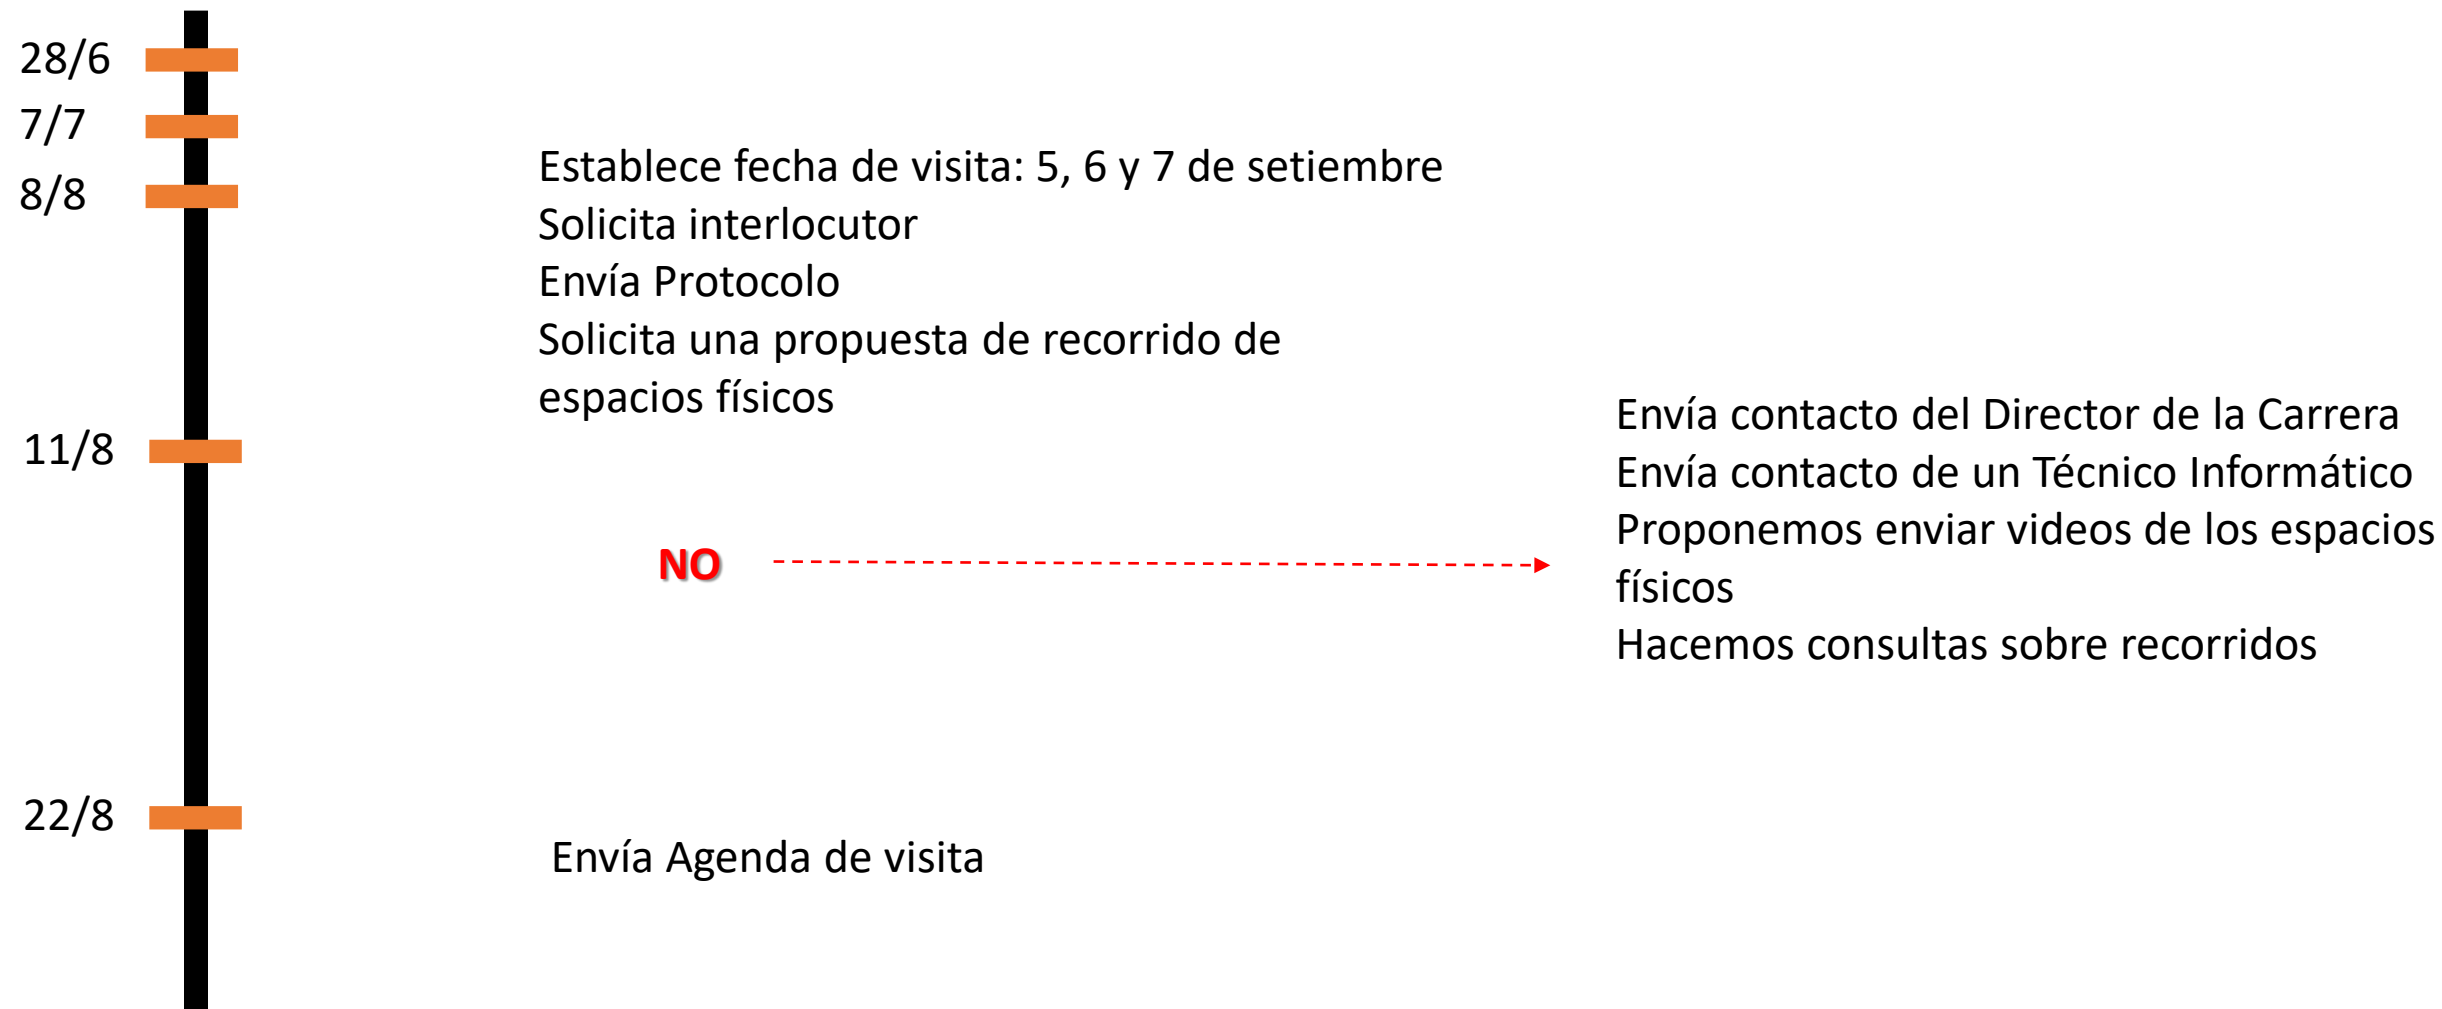 28/6
7/7
8/8
Establece fecha de visita: 5, 6 y 7 de setiembre
Solicita interlocutor
Envía Protocolo
Solicita una propuesta de recorrido de
espacios físicos
11/8
Envía contacto del Director de la Carrera
Envía contacto de un Técnico Informático
Proponemos enviar videos de los espacios
físicos
Hacemos consultas sobre recorridos
NO
22/8
Envía Agenda de visita